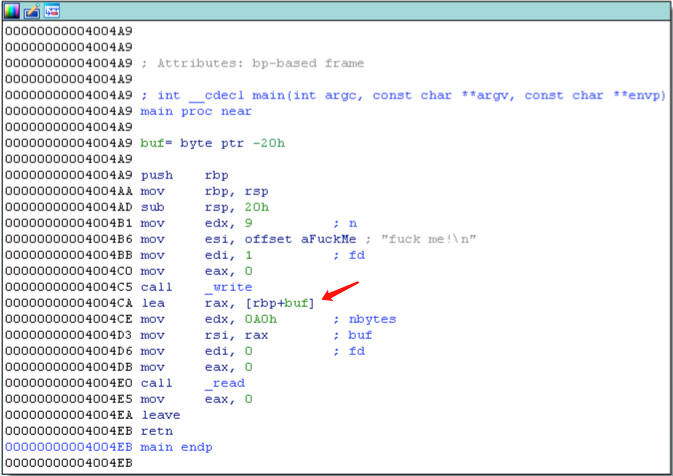 00000000004004A9
00000000004004A9
00000000004004A9 ; Attributes: bp-based frame
00000000004004A9
00000000004004A9 ; int __cdecl main(int argc, const char **argv, const char **envp)
00000000004004A9 main proc near
00000000004004A9
00000000004004A9 buf= byte ptr -20h
00000000004004A9
00000000004004A9 push rbp
00000000004004AA mov rbp, rsp
00000000004004AD sub rsp, 20h
00000000004004B1 mov edx, 9 ; n
00000000004004B6 mov esi, offset aFuckMe ; "fuck me!\n"
00000000004004BB mov edi, 1 ; fd
00000000004004C0 mov eax, 0
00000000004004C5 call _write
00000000004004CA lea rax, [rbp+buf]
00000000004004CE mov edx, 0A0h ; nbytes
00000000004004D3 mov rsi, rax ; buf
00000000004004D6 mov edi, 0 ; fd
00000000004004DB mov eax, 0
00000000004004E0 call _read
00000000004004E5 mov eax, 0
00000000004004EA leave
00000000004004EB retn
00000000004004EB main endp
00000000004004EB